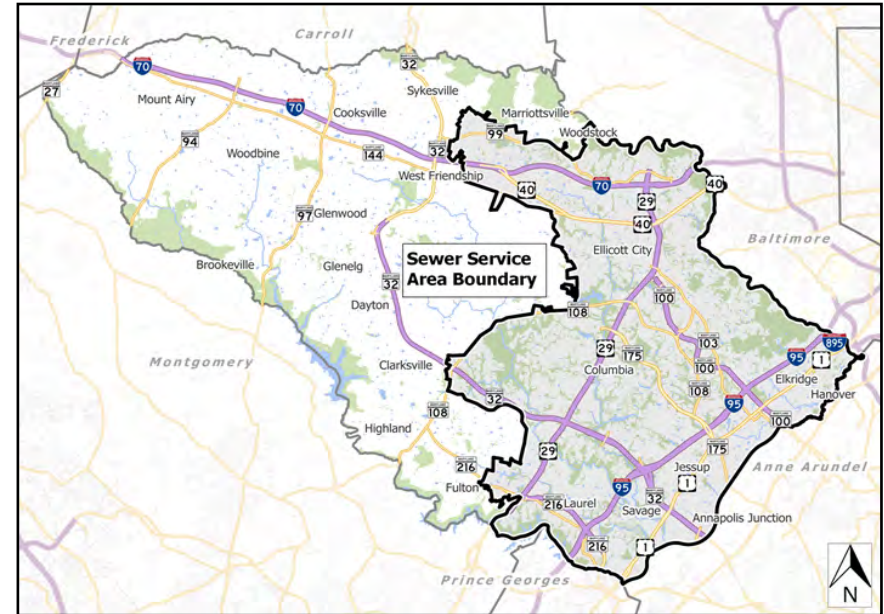 Frederick
Carroll
70
32
27
Mount Airy
Sykesville
70
Cooksville
Marriottsville
99
Woodstock
94
Woodbine
144
32
West Friendship
40
70
29
40
97
Glenwood
40
Baltimore
Ellicott City
Brookeville
Glenelg
Sewer Service
Area Boundary
32
Dayton
100
108
Montgomery
29
175
103
895
95
1
Clarksville
Columbia
100
Elkridge
32
108
95
Hanover
108
100
Highland
29
175
216
Jessup
Anne Arundel
Fulton
95
32
1
216
Laurel
Savage
Annapolis Junction
216
1
Prince Georges
N